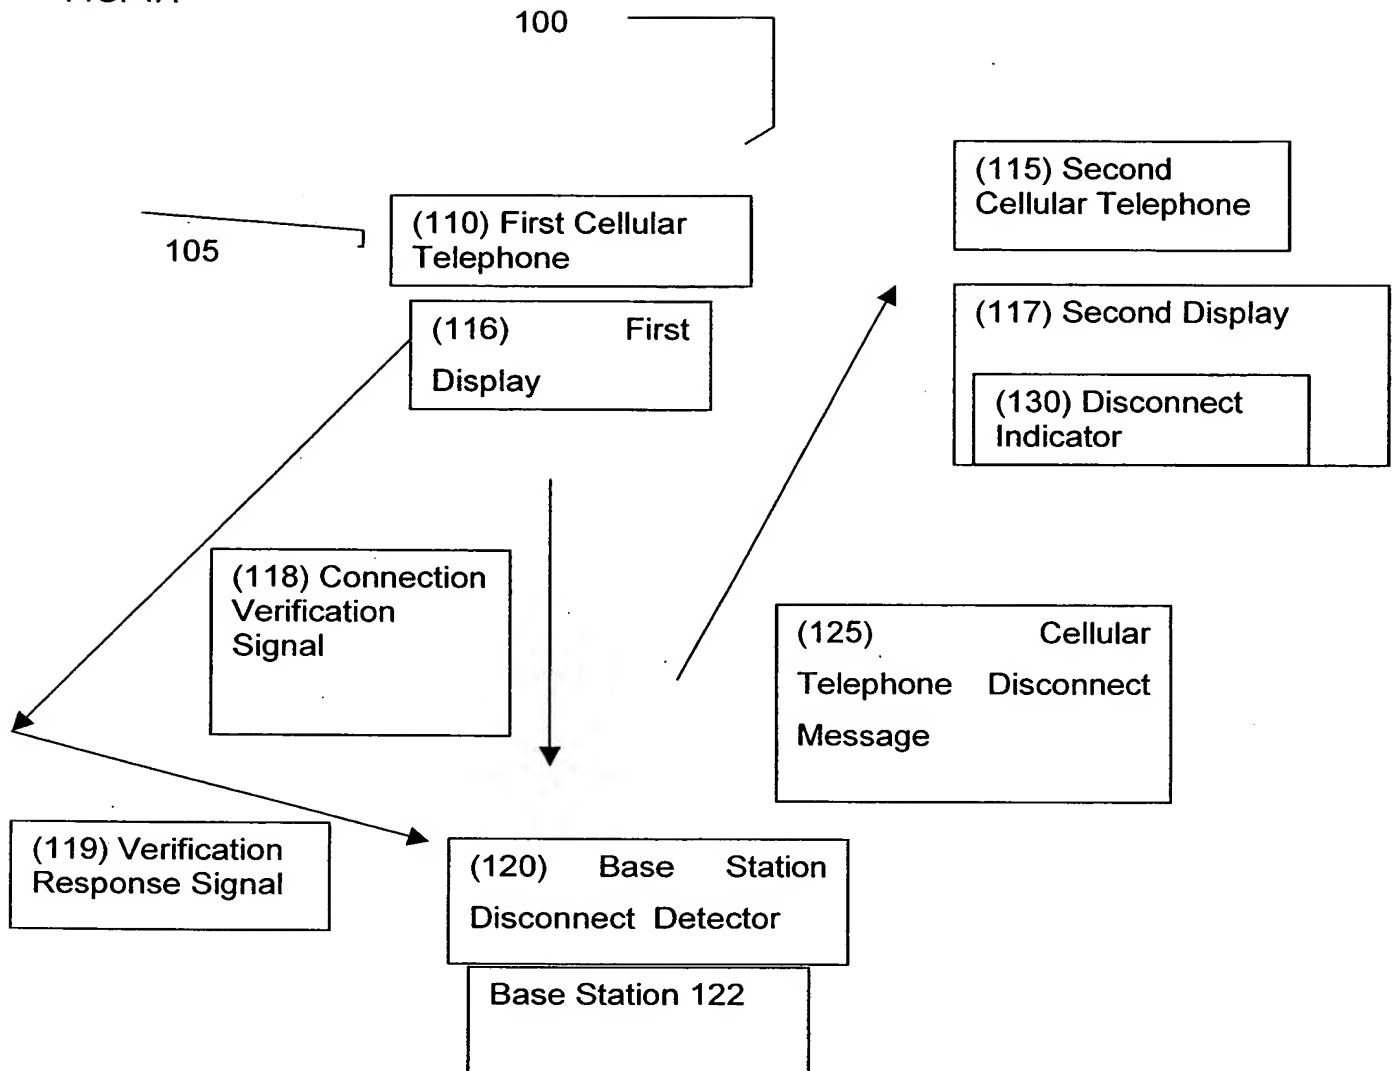 100
(115) Second
Cellular Telephone
(110) First Cellular
Telephone
105
(116) First
Display
(117) Second Display
(130) Disconnect
Indicator
(118) Connection
Verification
Signal
(125) Cellular
Telephone Disconnect
Message
(119) Verification
Response Signal
(120) Base Station
Disconnect Detector
Base Station 122